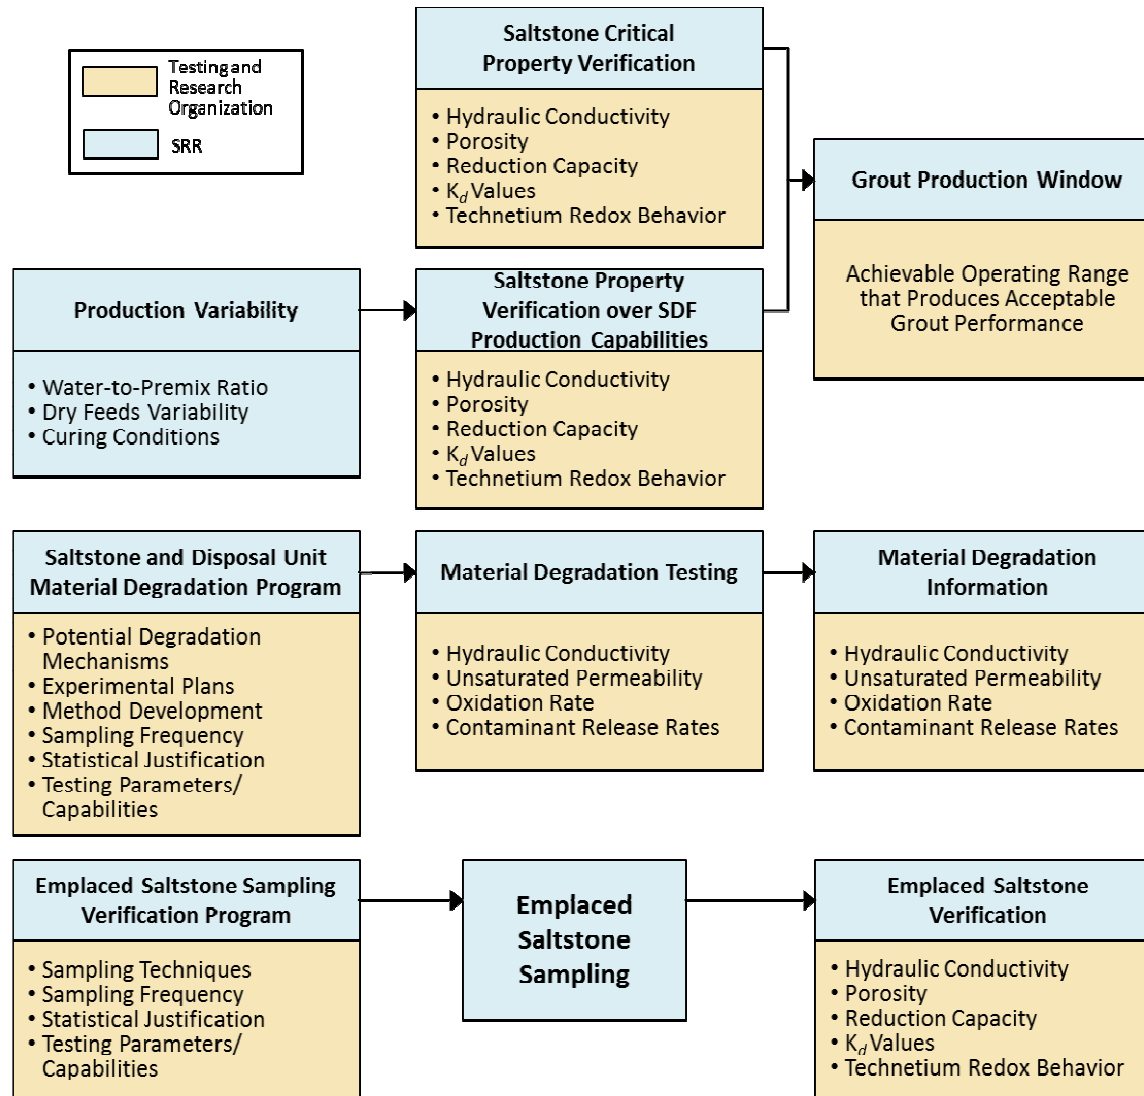 Testing and
Research
Organization
SRR
Saltstone Critical
Property Verification
• Hydraulic Conductivity
• Porosity
• Reduction Capacity
• Kd Values
• Technetium Redox Behavior
Grout Production Window
Achievable Operating Range
that Produces Acceptable
Grout Performance
Production Variability
• Water-to-Premix Ratio
• Dry Feeds Variability
• Curing Conditions
Saltstone Property
Verification over SDF
Production Capabilities
• Hydraulic Conductivity
• Porosity
• Reduction Capacity
• Kd Values
• Technetium Redox Behavior
Saltstone and Disposal Unit
Material Degradation Program
• Potential Degradation
Mechanisms
• Experimental Plans
• Method Development
• Sampling Frequency
• Statistical Justification
• Testing Parameters/
Capabilities
Material Degradation Testing
• Hydraulic Conductivity
• Unsaturated Permeability
• Oxidation Rate
• Contaminant Release Rates
Material Degradation
Information
• Hydraulic Conductivity
• Unsaturated Permeability
• Oxidation Rate
• Contaminant Release Rates
Emplaced Saltstone Sampling
Verification Program
• Sampling Techniques
• Sampling Frequency
• Statistical Justification
• Testing Parameters/
Capabilities
Emplaced
Saltstone
Sampling
Emplaced Saltstone
Verification
• Hydraulic Conductivity
• Porosity
• Reduction Capacity
• Kd Values
• Technetium Redox Behavior